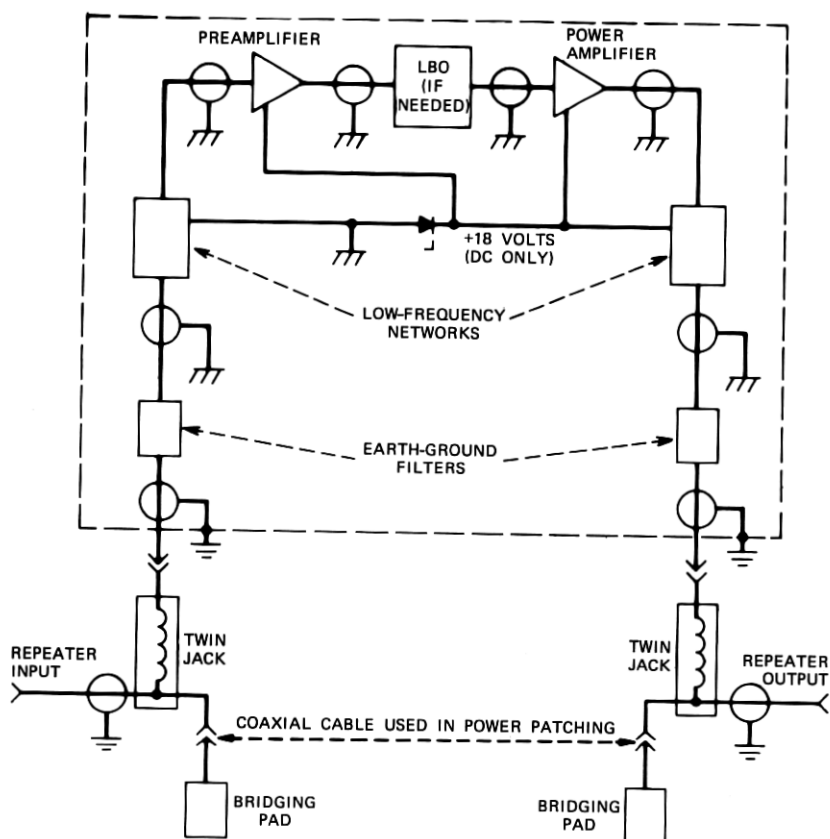 PREAMPLIFIER
POWER
AMPLIFIER
LBO
(IF
NEEDED)
+18 VOLTS
(DC ONLY)
LOW-FREQUENCY
NETWORKS
EARTH-GROUND
FILTERS
REPEATER
INPUT
TWIN
JACK
TWIN
JACK
REPEATER
OUTPUT
COAXIAL CABLE USED IN POWER PATCHING
BRIDGING
PAD
BRIDGING
PAD